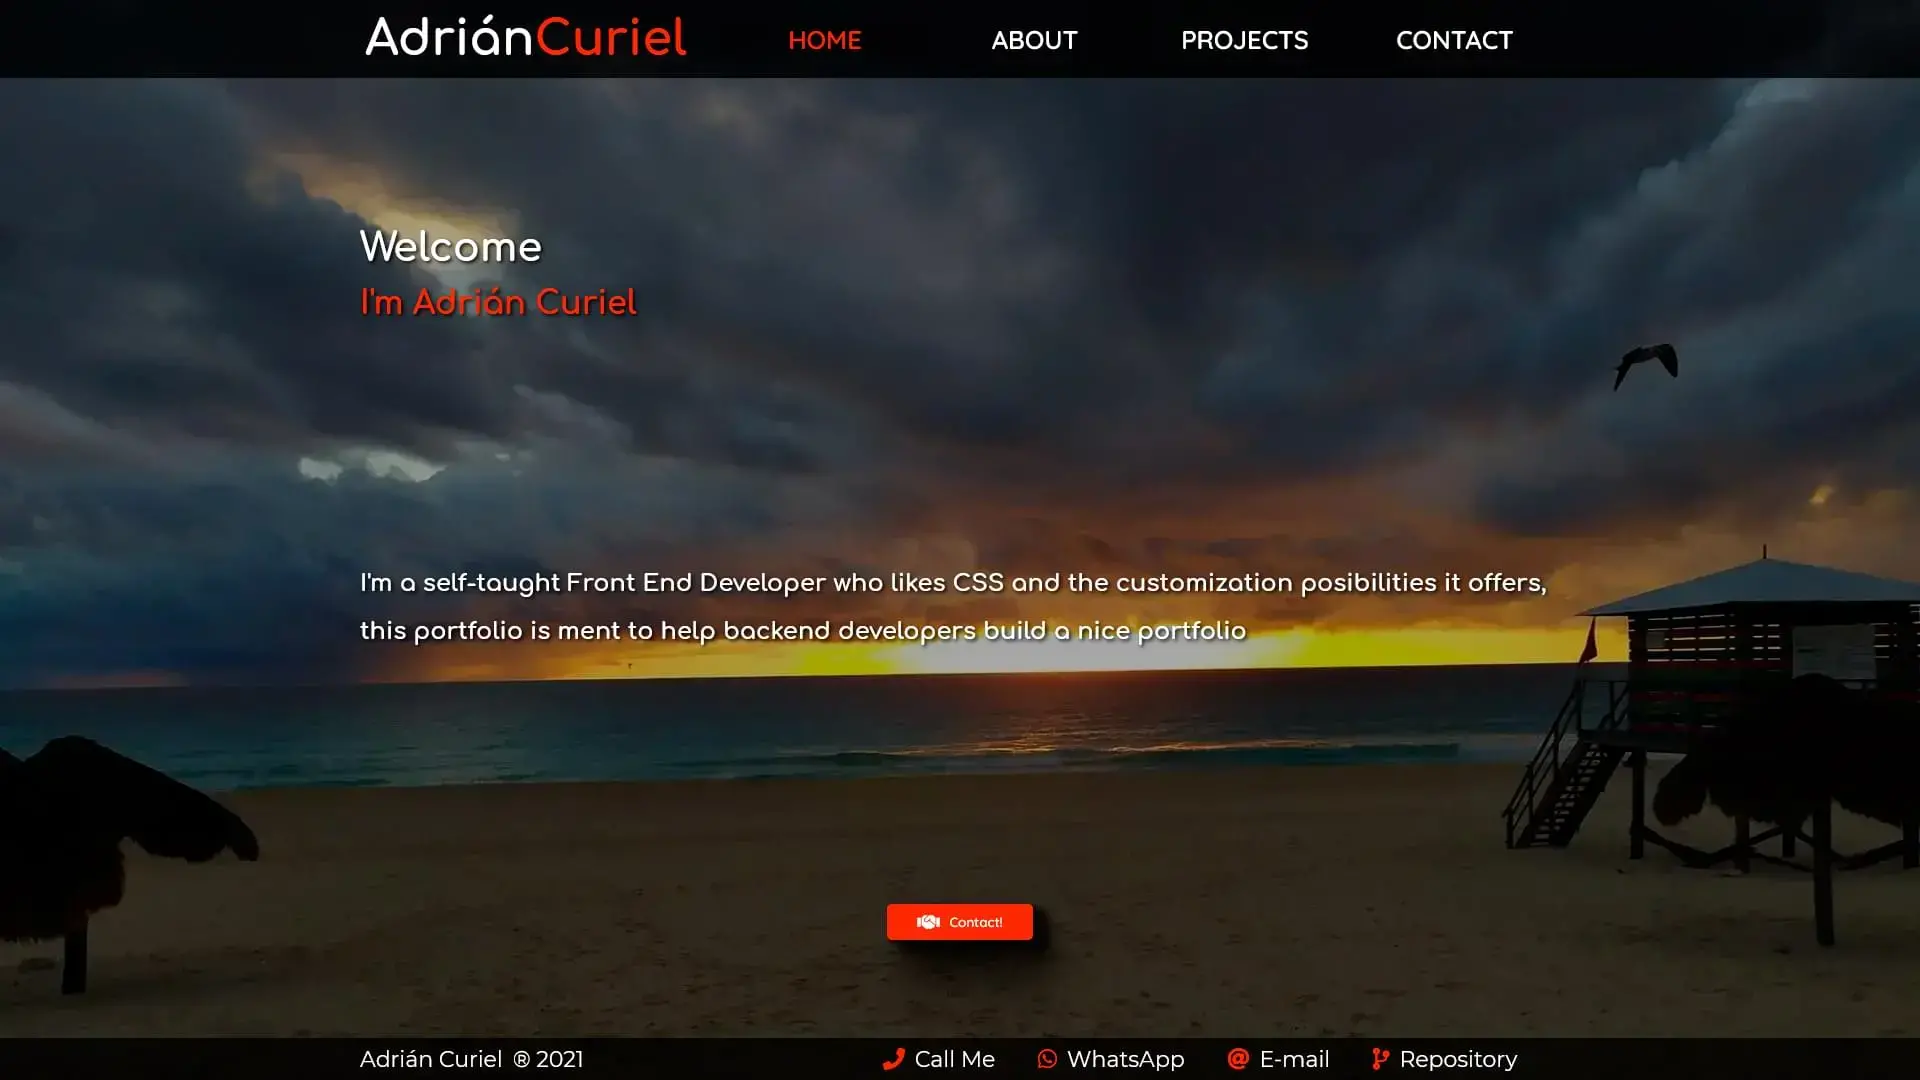 AdriánCuriel
HOME
ABOUT
PROJECTS
CONTACT
Welcome
I'm Adrián Curiel
I'm a self-taught Front End Developer who likes CSS and the customization posibilities it offers,
this portfolio is ment to help backend developers build a nice portfolio
Contact!
Adrián Curiel ® 2021
Call Me
WhatsApp
E-mail
Repository